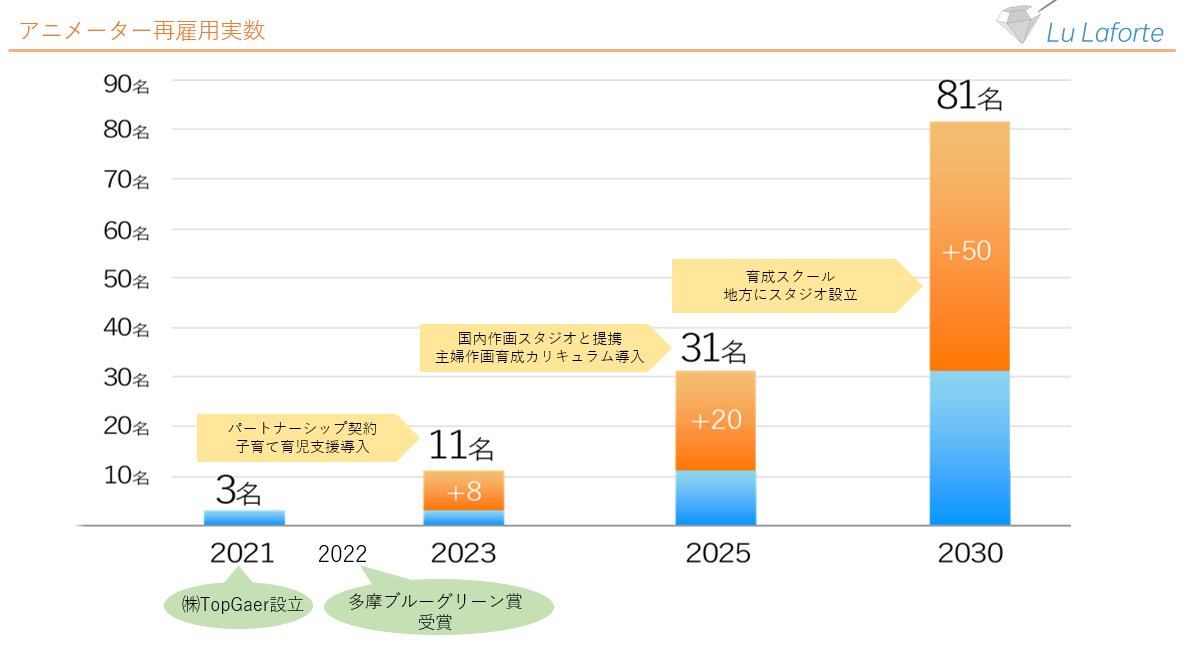 アニメーター再雇用実数
Lu Laforte
90名
80名
70名
60名
50名
40名
30名
20名
10名
81名
+50
育成スクール
地方にスタジオ設立
国内作画スタジオと提携
主婦作画育成カリキュラム導入
31名
+20
パートナーシップ契約
子育て育児支援導入
11名
+8
3名
2021
2022
2023
2025
2030
㈱TopGaer設立
多摩ブルーグリーン賞
受賞